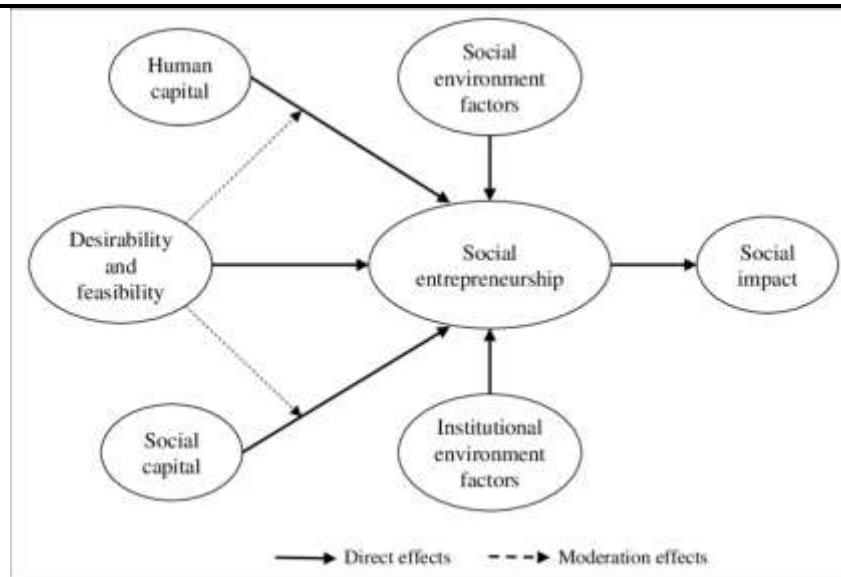 Human
capital
Social
environment
factors
Desirability
and
feasibility
Social
entrepreneurship
Social
impact
Social
capital
Institutional
environment
factors
Direct effects
Moderation effects